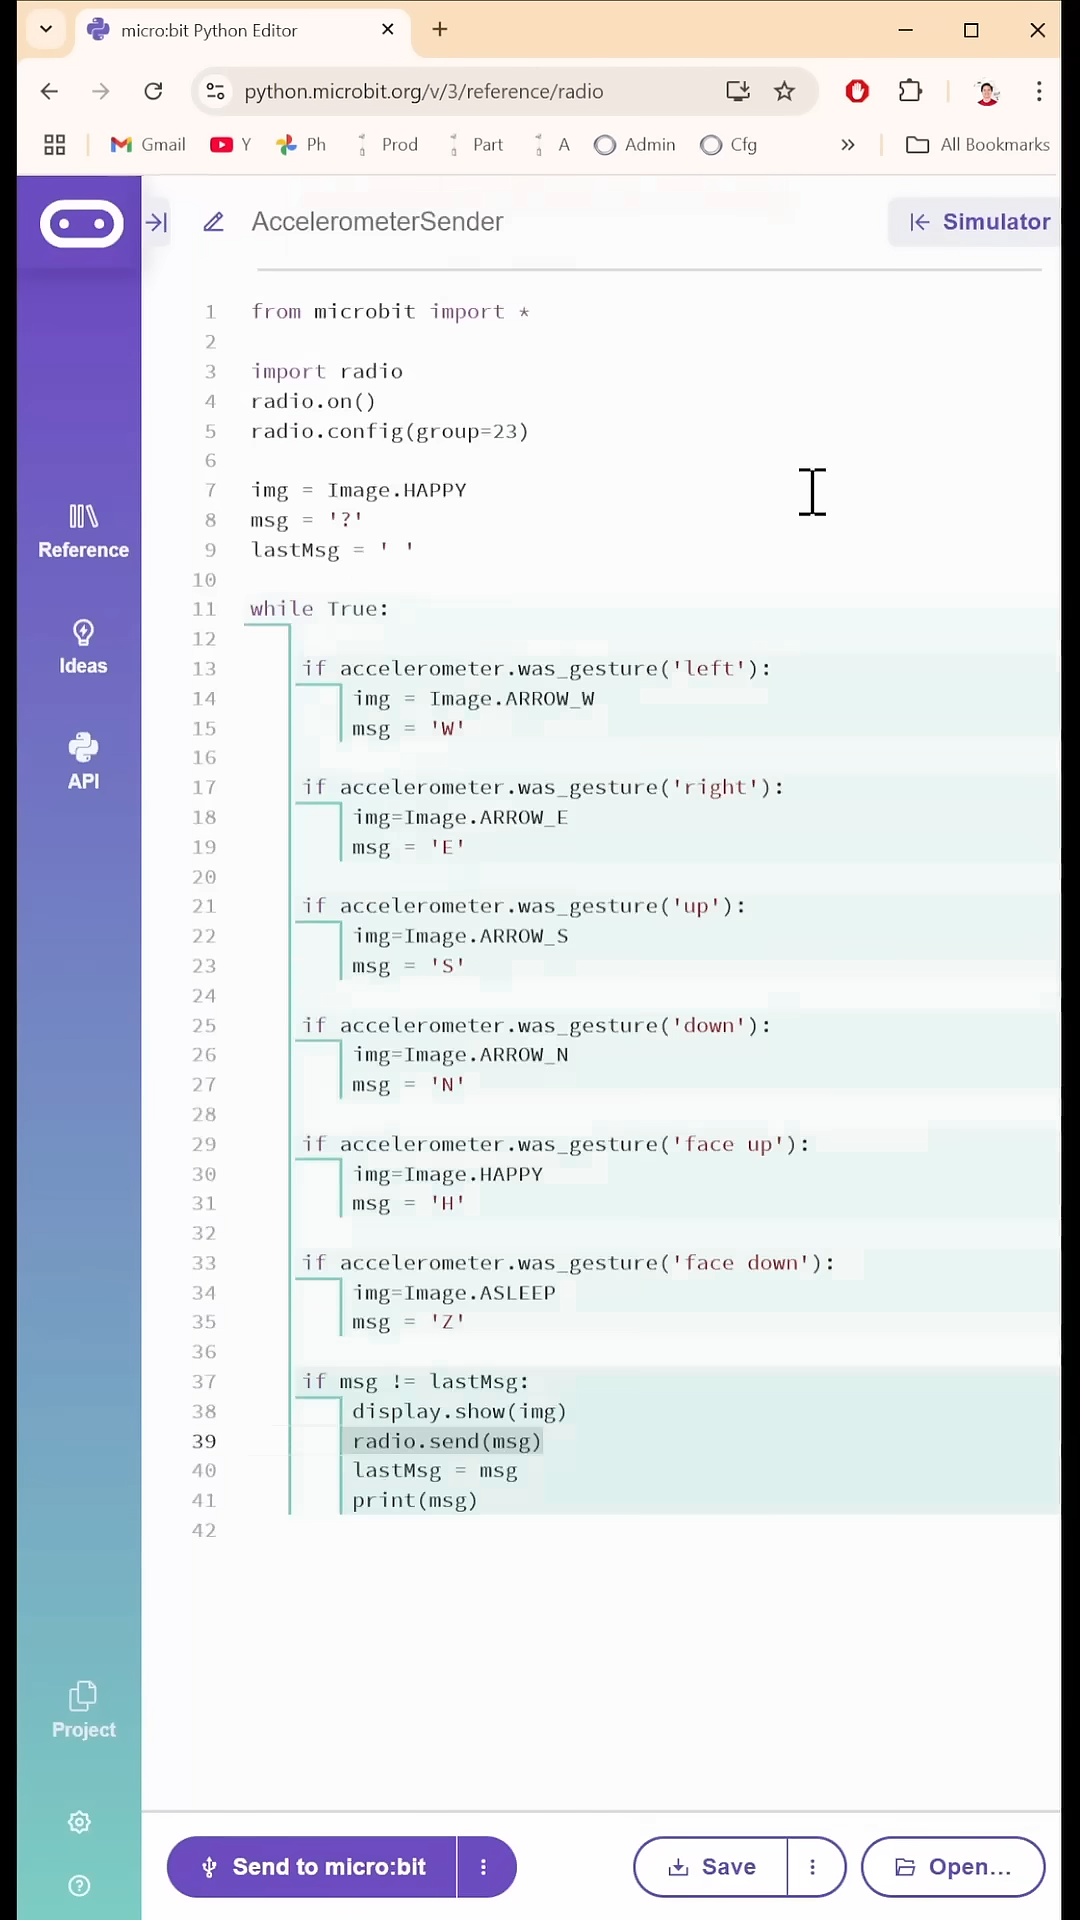 micro:bit Python Editor
python.microbit.org/v/3/reference/radio
Gmail Y Ph Prod Part A Admin Cfg » All Bookmarks
AccelerometerSender
Simulator
Reference
Ideas
API
Project
1 from microbit import *
2
3 import radio
4 radio.on()
5 radio.config(group=23)
6
7 img = Image.HAPPY
8 msg = '?'
9 lastMsg = ' '
10
11 while True:
12
13 if accelerometer.was_gesture('left'):
14 img = Image.ARROW_W
15 msg = 'W'
16
17 if accelerometer.was_gesture('right'):
18 img=Image.ARROW_E
19 msg = 'E'
20
21 if accelerometer.was_gesture('up'):
22 img=Image.ARROW_S
23 msg = 'S'
24
25 if accelerometer.was_gesture('down'):
26 img=Image.ARROW_N
27 msg = 'N'
28
29 if accelerometer.was_gesture('face up'):
30 img=Image.HAPPY
31 msg = 'H'
32
33 if accelerometer.was_gesture('face down'):
34 img=Image.ASLEEP
35 msg = 'Z'
36
37 if msg != lastMsg:
38 display.show(img)
39 radio.send(msg)
40 lastMsg = msg
41 print(msg)
42
Send to micro:bit
Save
Open...